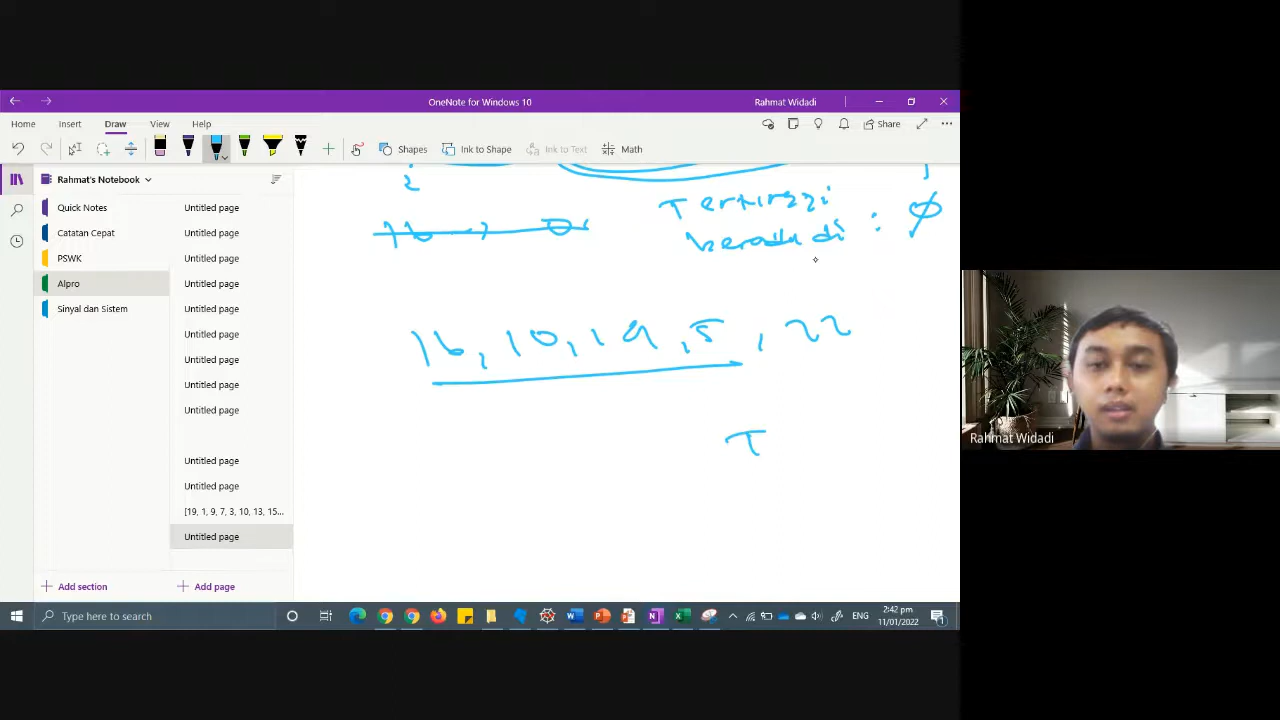 OneNote for Windows 10
Rahmat Widadi
Home Insert Draw View Help
Share
Shapes Ink to Shape Ink to Text Math
Rahmat's Notebook
Quick Notes
Catatan Cepat
PSWK
Alpro
Sinyal dan Sistem
Untitled page
Untitled page
Untitled page
Untitled page
Untitled page
Untitled page
Untitled page
Untitled page
Untitled page
Untitled page
Untitled page
[19, 1, 9, 7, 3, 10, 13, 15...
Untitled page
Add section
Add page
2
Tertinggi
berada di : 0
16, 10, 19, 5, 22
T
Rahmat Widadi
Type here to search
ENG
2:42 pm
11/01/2022
1